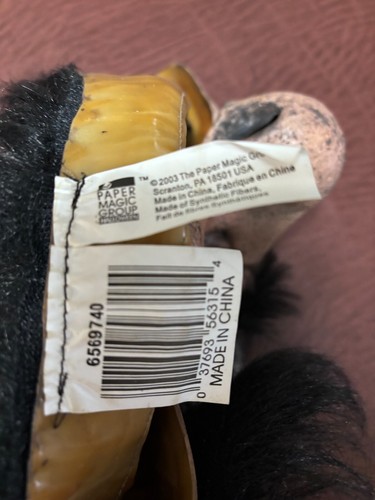 PAPER
MAGIC
GROUP
™
©2003 The Paper Magic
Scranton, PA 18501 USA
Made in China, Fabriqué en Chine
Made of Synthetic Fibers,
Fait de fibres Synthétiques
6569740
0 37693 56315 4
MADE IN CHINA